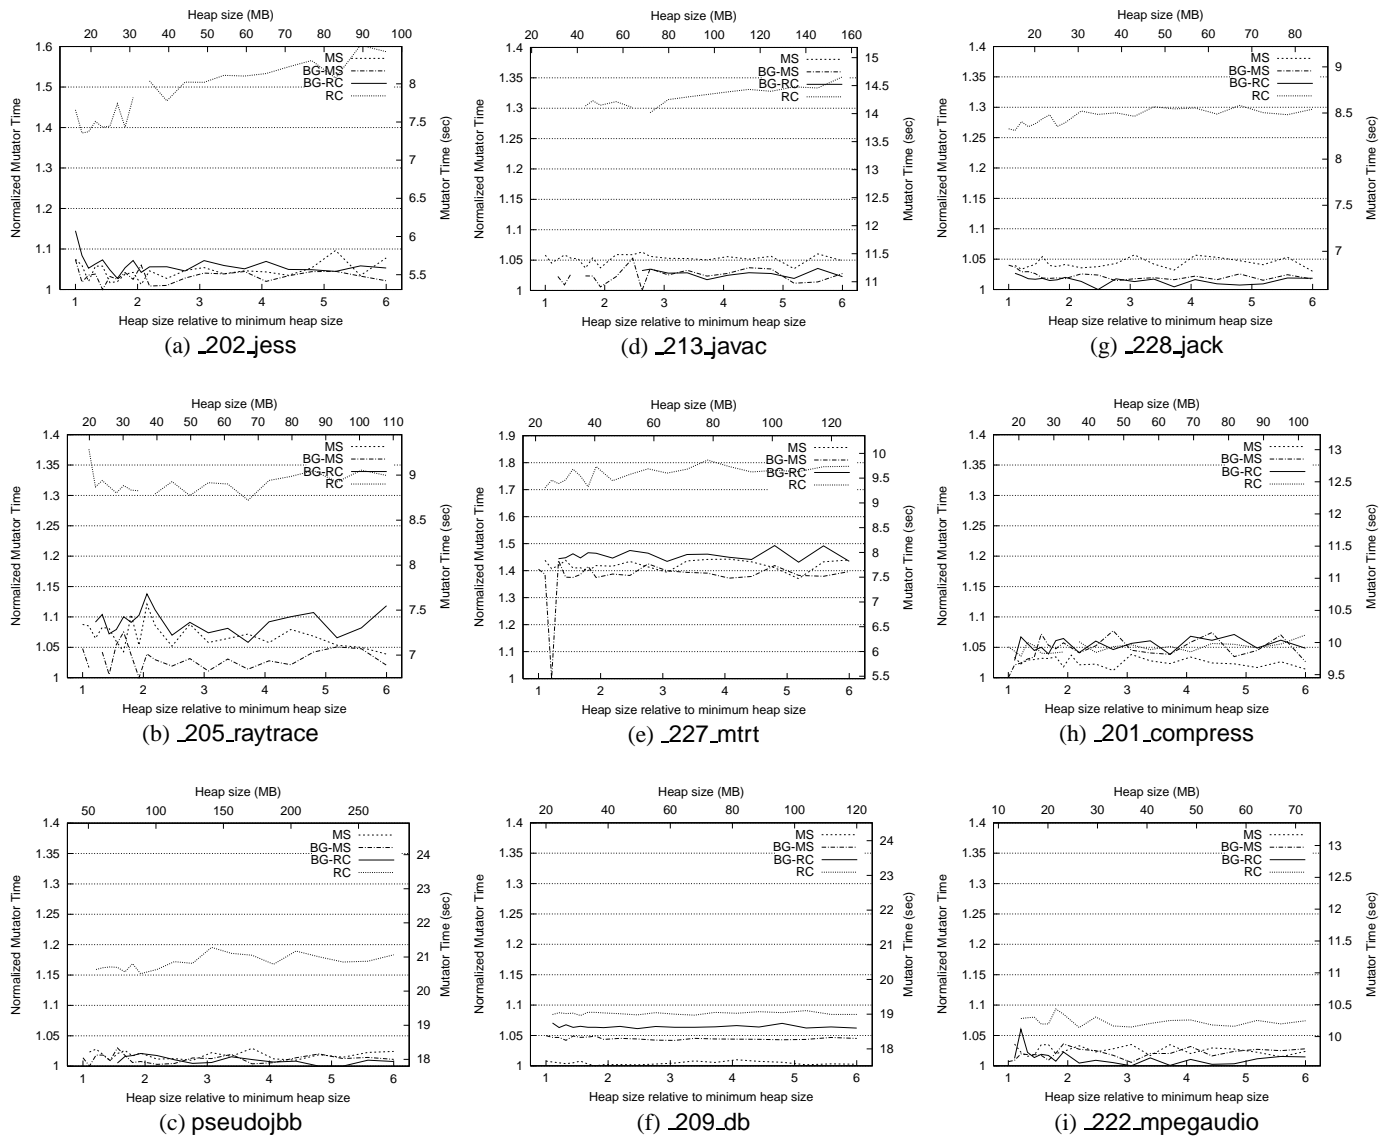 Heap size (MB)
20 30 40 50 60 70 80 90 100
1.6
1.5
1.4
1.3
1.2
1.1
1
Normalized Mutator Time
MS
BG-MS
BG-RC
RC
8
7.5
7
6.5
6
5.5
Mutator Time (sec)
1 2 3 4 5 6
Heap size relative to minimum heap size
(a) _202_jess
Heap size (MB)
20 40 60 80 100 120 140 160
1.4
1.35
1.3
1.25
1.2
1.15
1.1
1.05
1
Normalized Mutator Time
MS
BG-MS
BG-RC
RC
15
14
13
12
11
Mutator Time (sec)
1 2 3 4 5 6
Heap size relative to minimum heap size
(d) _213_javac
Heap size (MB)
20 30 40 50 60 70 80
1.4
1.35
1.3
1.25
1.2
1.15
1.1
1.05
1
Normalized Mutator Time
MS
BG-MS
BG-RC
RC
9
8.5
8
7.5
7
Mutator Time (sec)
1 2 3 4 5 6
Heap size relative to minimum heap size
(g) _228_jack
Heap size (MB)
20 30 40 50 60 70 80 90 100 110
1.4
1.35
1.3
1.25
1.2
1.15
1.1
1.05
1
Normalized Mutator Time
MS
BG-MS
BG-RC
RC
9
8.5
8
7.5
7
Mutator Time (sec)
1 2 3 4 5 6
Heap size relative to minimum heap size
(b) _205_raytrace
Heap size (MB)
20 40 60 80 100 120
1.9
1.8
1.7
1.6
1.5
1.4
1.3
1.2
1.1
1
Normalized Mutator Time
MS
BG-MS
BG-RC
RC
10
9.5
9
8.5
8
7.5
7
6.5
6
5.5
Mutator Time (sec)
1 2 3 4 5 6
Heap size relative to minimum heap size
(e) _227_mtrt
Heap size (MB)
20 30 40 50 60 70 80 90 100
1.4
1.35
1.3
1.25
1.2
1.15
1.1
1.05
1
Normalized Mutator Time
MS
BG-MS
BG-RC
RC
13
12.5
12
11.5
11
10.5
10
9.5
Mutator Time (sec)
1 2 3 4 5 6
Heap size relative to minimum heap size
(h) _201_compress
Heap size (MB)
50 100 150 200 250
1.4
1.35
1.3
1.25
1.2
1.15
1.1
1.05
1
Normalized Mutator Time
MS
BG-MS
BG-RC
RC
24
23
22
21
20
19
18
Mutator Time (sec)
1 2 3 4 5 6
Heap size relative to minimum heap size
(c) pseudojbb
Heap size (MB)
20 30 40 50 60 70 80 90 100 110 120
1.4
1.35
1.3
1.25
1.2
1.15
1.1
1.05
1
Normalized Mutator Time
MS
BG-MS
BG-RC
RC
24
23
22
21
20
19
18
Mutator Time (sec)
1 2 3 4 5 6
Heap size relative to minimum heap size
(f) _209_db
Heap size (MB)
10 20 30 40 50 60 70
1.4
1.35
1.3
1.25
1.2
1.15
1.1
1.05
1
Normalized Mutator Time
MS
BG-MS
BG-RC
RC
13
12.5
12
11.5
11
10.5
10
Mutator Time (sec)
1 2 3 4 5 6
Heap size relative to minimum heap size
(i) _222_mpegaudio